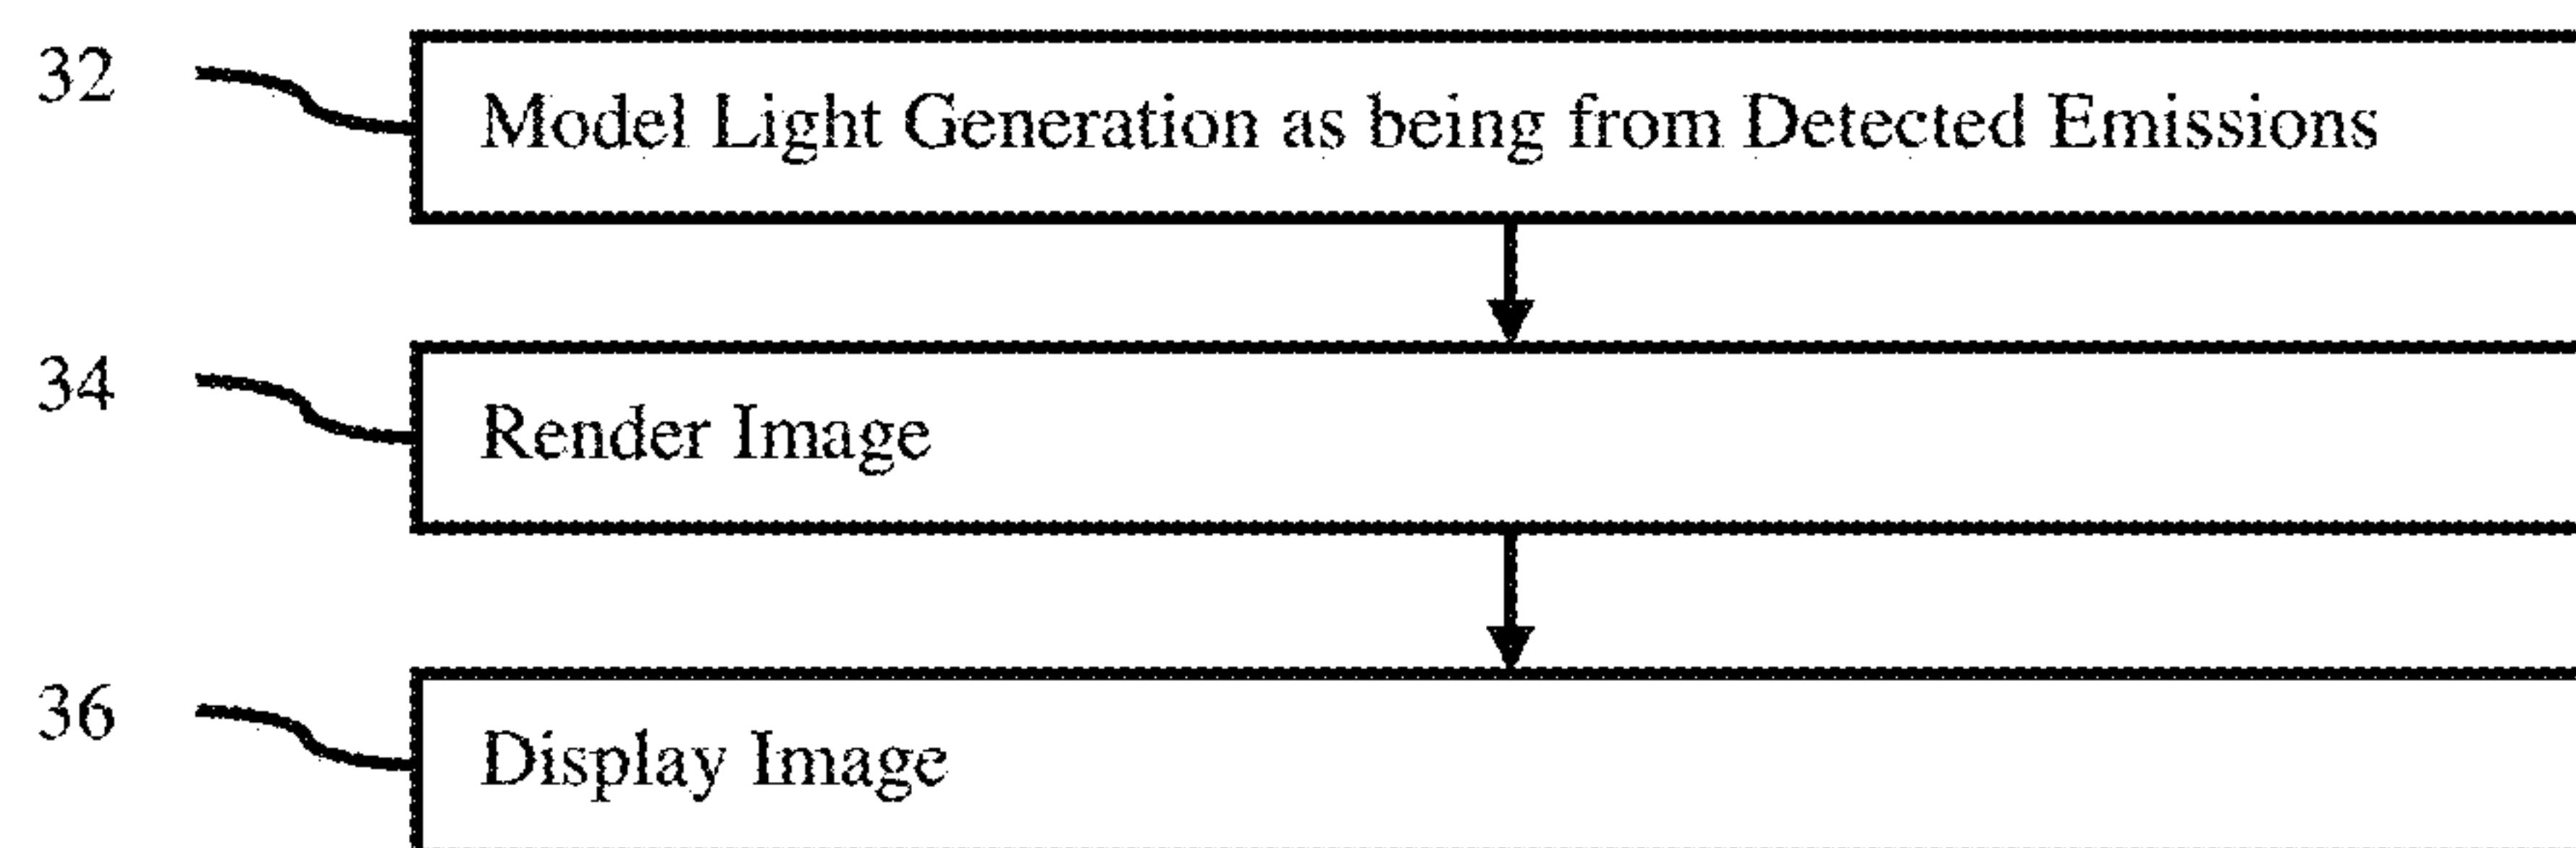 32 Model Light Generation as being from Detected Emissions
34 Render Image
36 Display Image